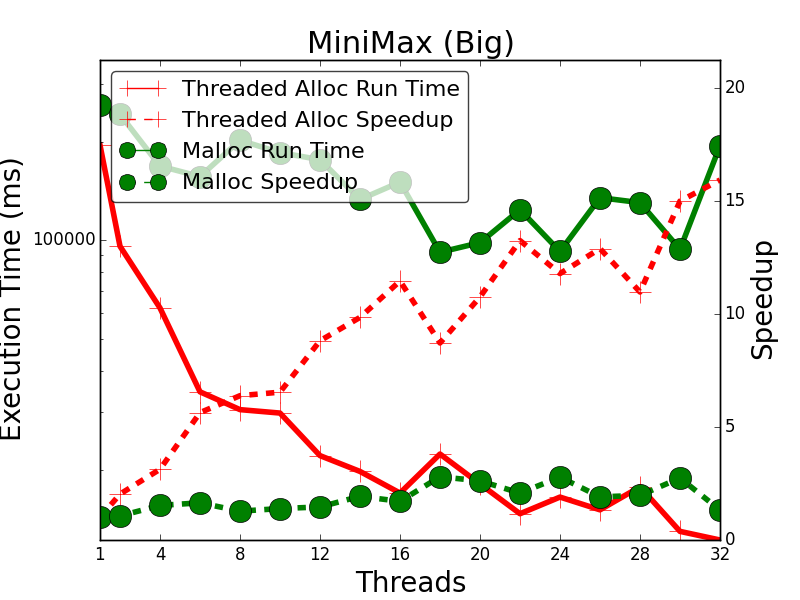 MiniMax (Big)
Threaded Alloc Run Time
Threaded Alloc Speedup
Malloc Run Time
Malloc Speedup
Execution Time (ms)
100000
20
15
10
5
0
Speedup
1 4 8 12 16 20 24 28 32
Threads